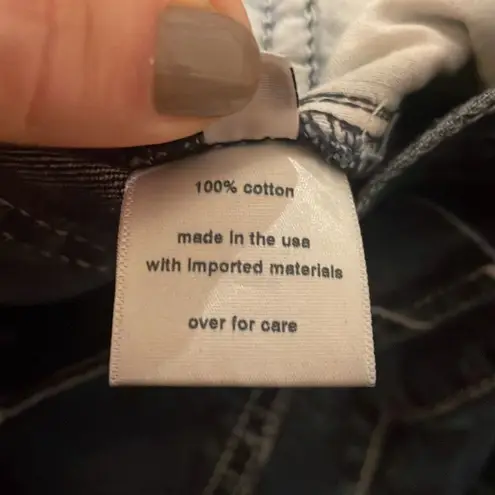 100% cotton
made in the usa
with imported materials
over for care